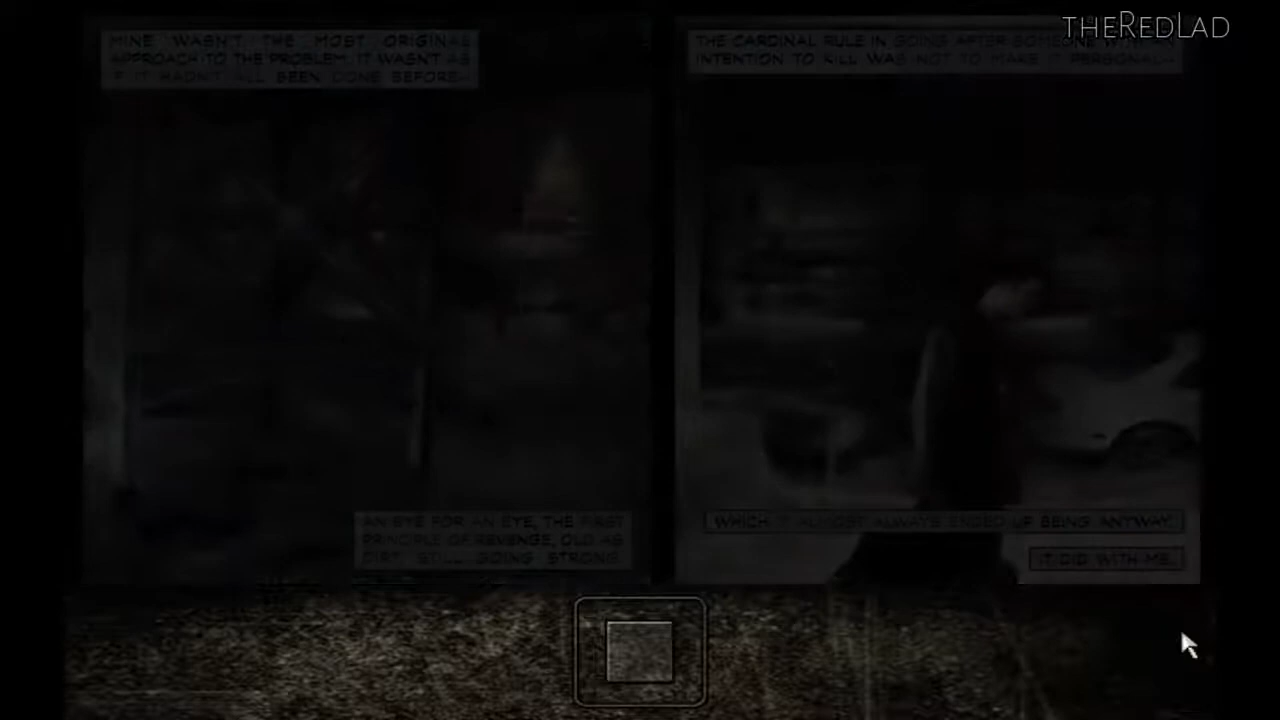 THEREDLAD
MINE WASN'T THE MOST ORIGINAL
APPROACH TO THE PROBLEM. IT WASN'T AS
IF IT HADN'T ALL BEEN DONE BEFORE--
AN EYE FOR AN EYE, THE FIRST
PRINCIPLE OF REVENGE, OLD AS
DIRT STILL GOING STRONG.
THE CARDINAL RULE IN GOING AFTER SOMEONE WITH AN
INTENTION TO KILL WAS NOT TO MAKE IT PERSONAL--
WHICH IT ALMOST ALWAYS ENDED UP BEING ANYWAY.
IT DID WITH ME.